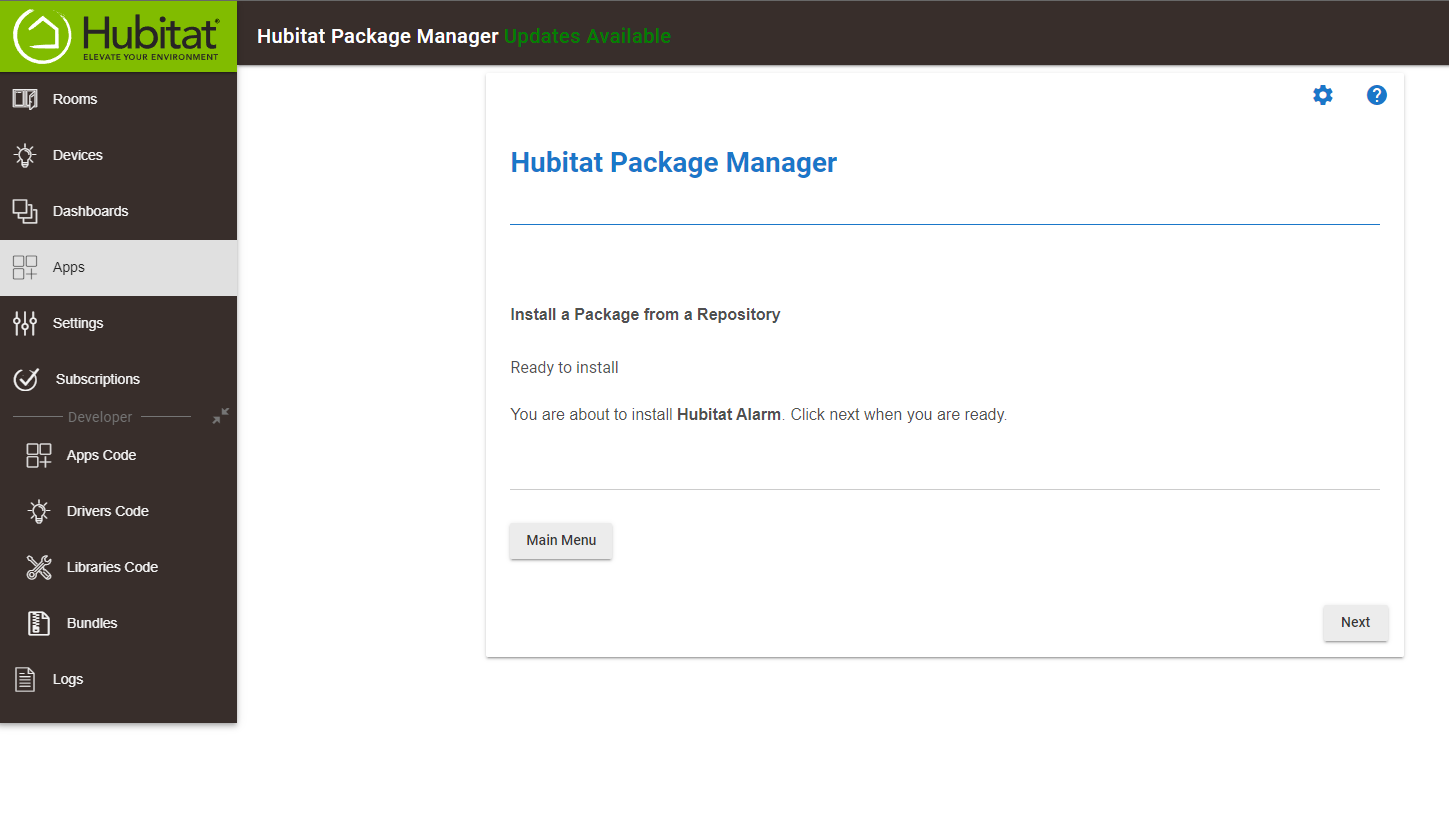 Hubitat®
ELEVATE YOUR ENVIRONMENT
Hubitat Package Manager Updates Available
Rooms
Devices
Dashboards
Apps
Settings
Subscriptions
Developer
Apps Code
Drivers Code
Libraries Code
Bundles
Logs
?
Hubitat Package Manager
Install a Package from a Repository
Ready to install
You are about to install Hubitat Alarm. Click next when you are ready.
Main Menu
Next